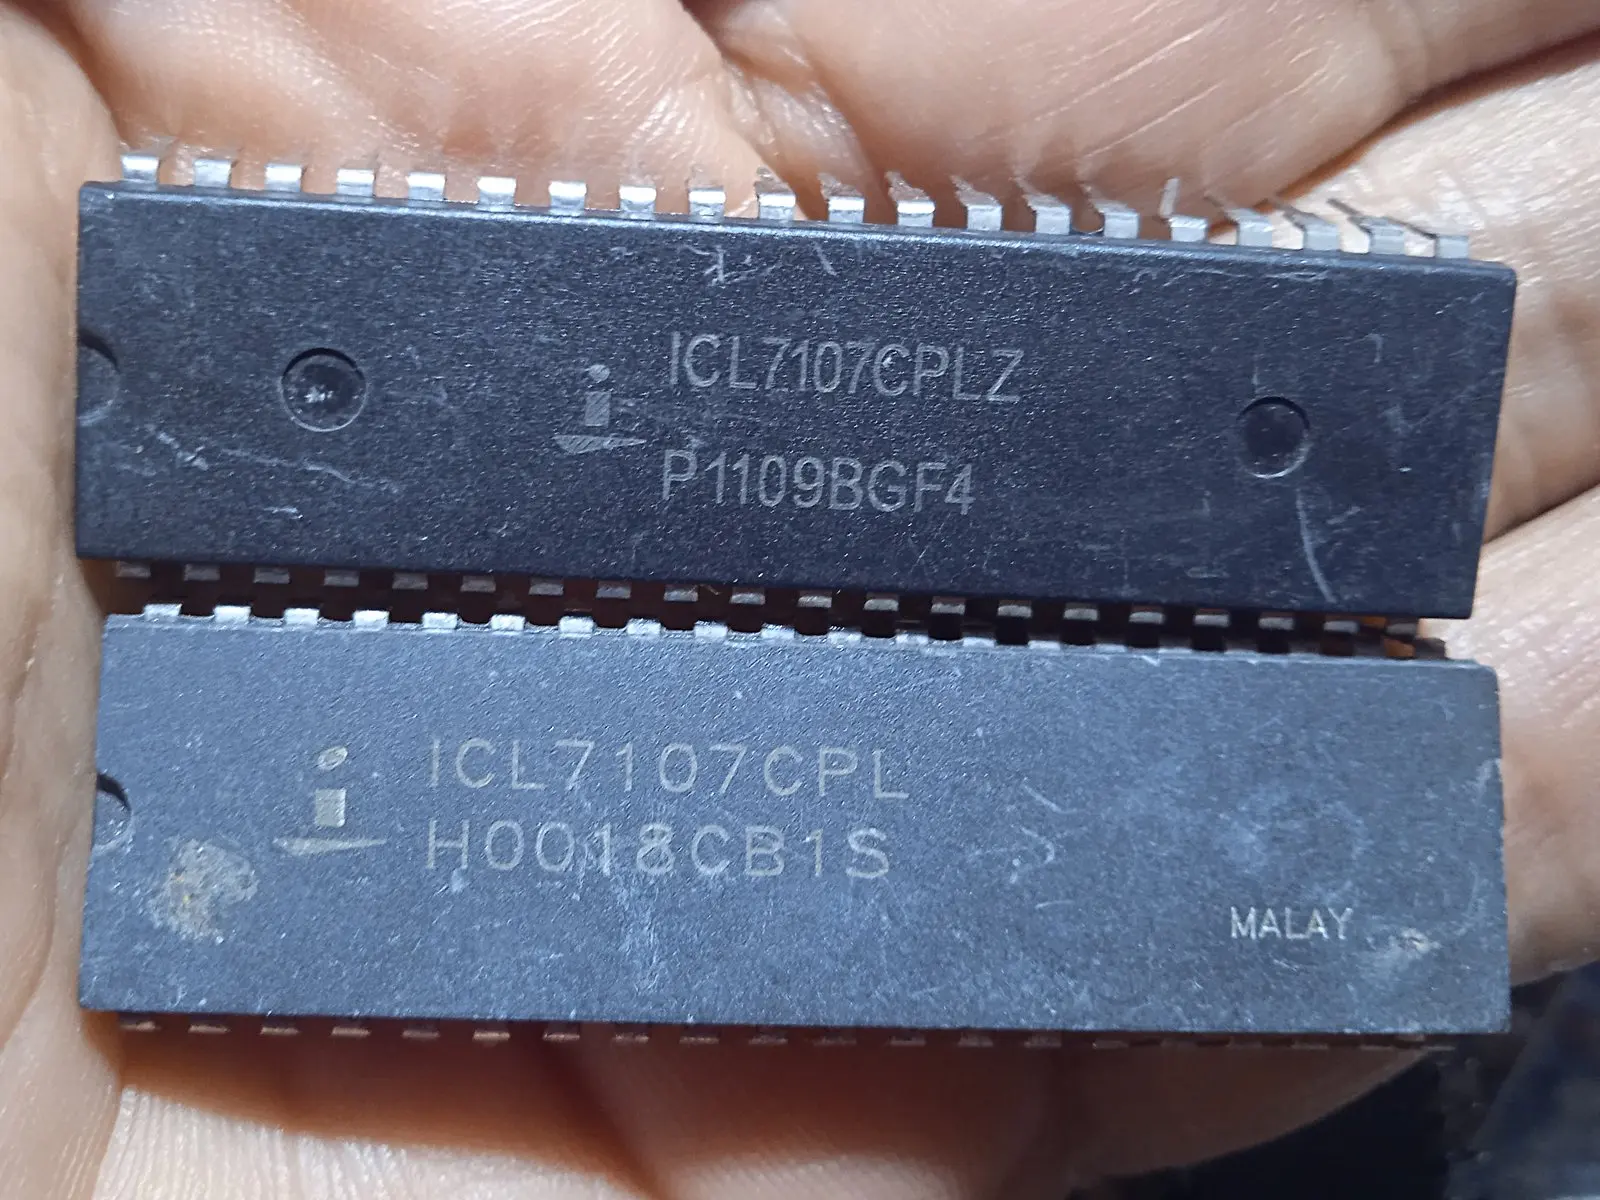 ICL7107CPLZ
P1109BGF4
ICL7107CPL
H0018CB1S
MALAY